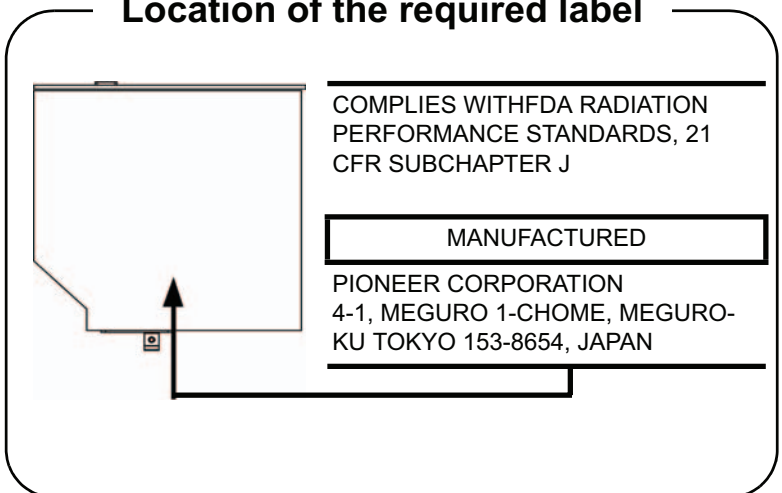 Location of the required label
COMPLIES WITHFDA RADIATION
PERFORMANCE STANDARDS, 21
CFR SUBCHAPTER J
MANUFACTURED
PIONEER CORPORATION
4-1, MEGURO 1-CHOME, MEGURO-
KU TOKYO 153-8654, JAPAN